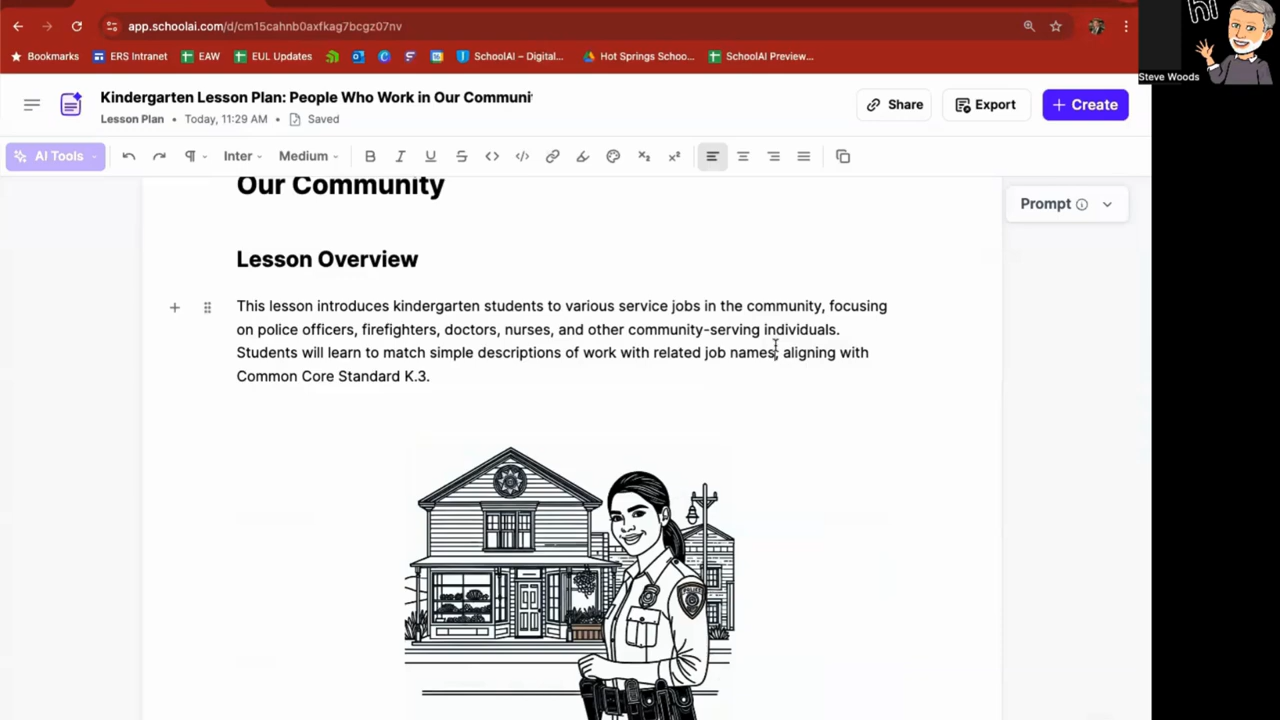 app.schoolai.com/d/cm15cahnb0axfkag7bcgz07nv
Bookmarks ERS Intranet EAW EUL Updates SchoolAI – Digital... Hot Springs Schoo... SchoolAI Preview...
hi
Steve Woods
Kindergarten Lesson Plan: People Who Work in Our Communi
Lesson Plan • Today, 11:29 AM • Saved
Share Export + Create
AI Tools Inter Medium B I U S
Our Community
Prompt
Lesson Overview
This lesson introduces kindergarten students to various service jobs in the community, focusing
on police officers, firefighters, doctors, nurses, and other community-serving individuals.
Students will learn to match simple descriptions of work with related job names, aligning with
Common Core Standard K.3.